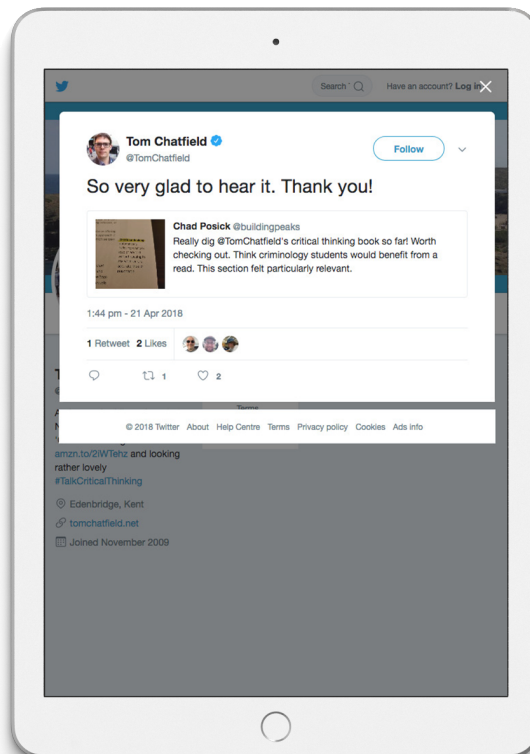 Search
Have an account? Log in
Tom Chatfield
@TomChatfield
Follow
So very glad to hear it. Thank you!
Chad Posick @buildingpeaks
Really dig @TomChatfield's critical thinking book so far! Worth
checking out. Think criminology students would benefit from a
read. This section felt particularly relevant.
1:44 pm - 21 Apr 2018
1 Retweet 2 Likes
1 2
Terms
© 2018 Twitter About Help Centre Terms Privacy policy Cookies Ads info
amzn.to/2iWTehz and looking
rather lovely
#TalkCriticalThinking
Edenbridge, Kent
tomchatfield.net
Joined November 2009